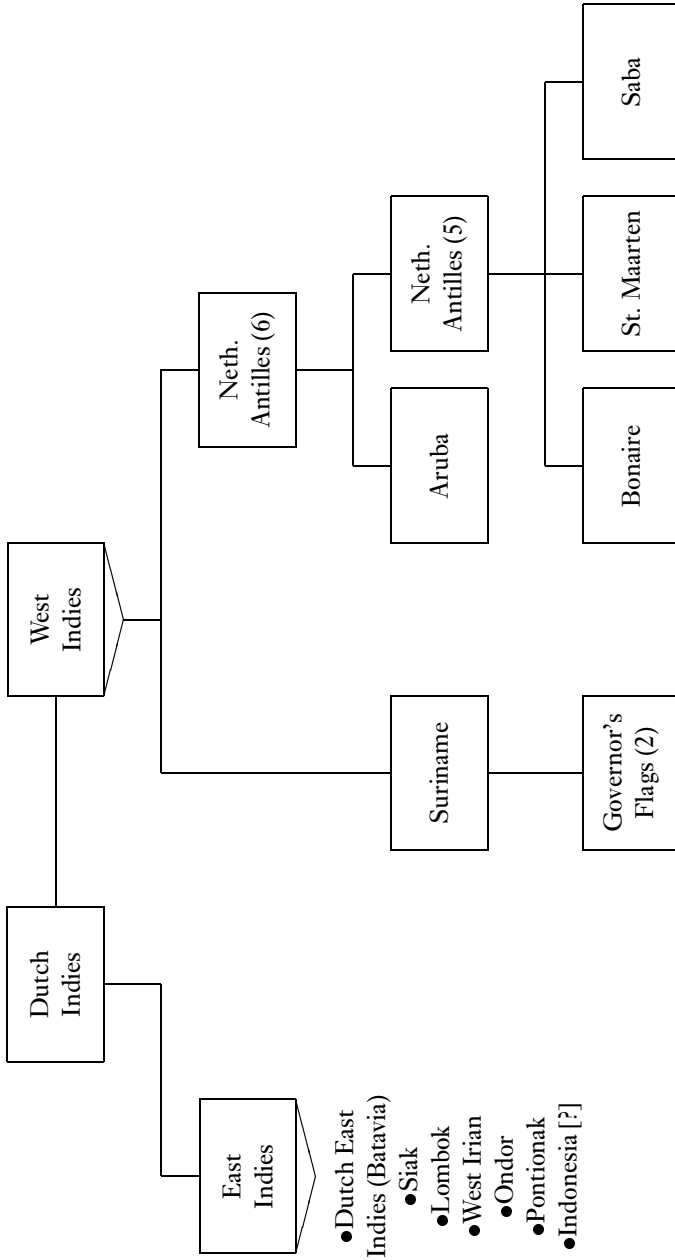 Dutch
Indies
West
Indies
East
Indies
•Dutch East
Indies (Batavia)
•Siak
•Lombok
•West Irian
•Ondor
•Pontionak
•Indonesia [?]
Neth.
Antilles (6)
Suriname
Aruba
Neth.
Antilles (5)
Governor’s
Flags (2)
Bonaire
St. Maarten
Saba